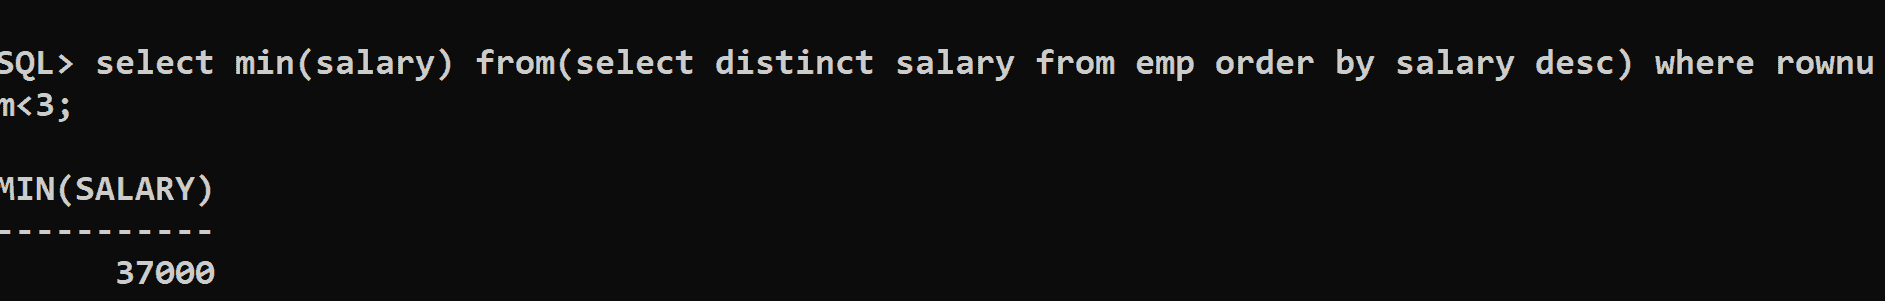 SQL> select min(salary) from(select distinct salary from emp order by salary desc) where rownu
m<3;
MIN(SALARY)
-----------
37000